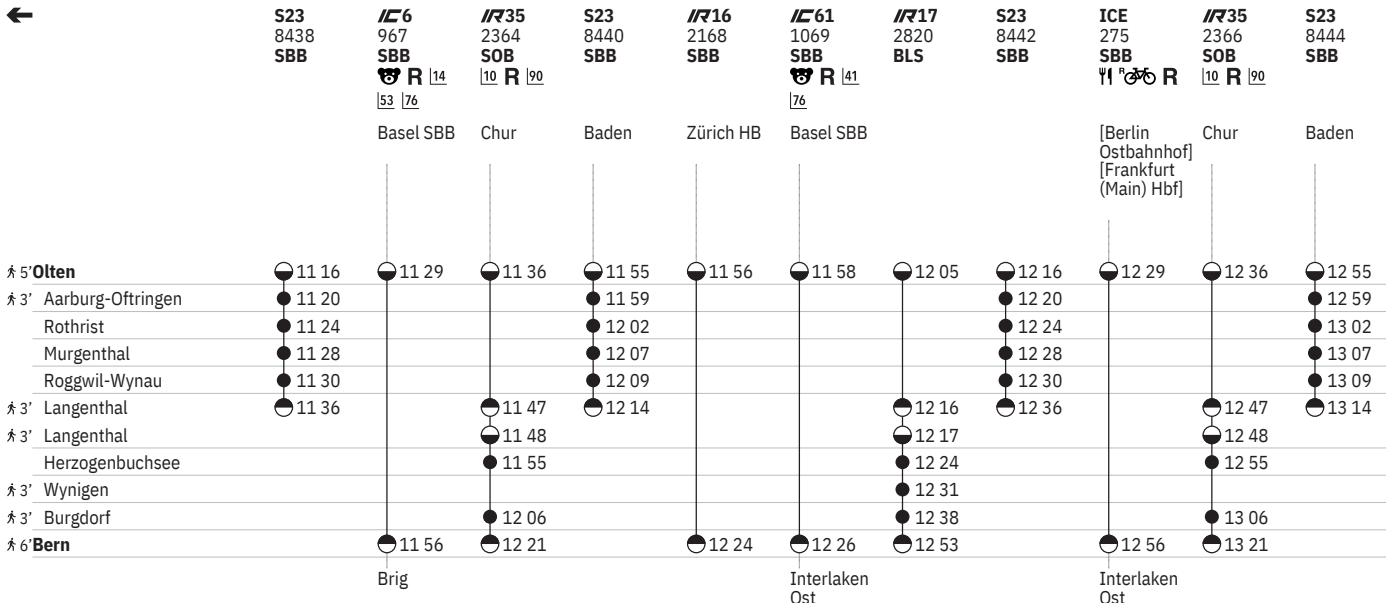 S23 IC6 IR35 S23 IR16 IC61 IR17 S23 ICE IR35 S23
8438 967 2364 8440 2168 1069 2820 8442 275 2366 8444
SBB SBB SOB SBB SBB SBB BLS SBB SBB SOB SBB
R 14 10 R 90 R 41 R R 10 R 90
53 76 76
Basel SBB Chur Baden Zürich HB Basel SBB [Berlin Chur Baden
Ostbahnhof]
[Frankfurt
(Main) Hbf]
5’ Olten 11 16 11 29 11 36 11 55 11 56 11 58 12 05 12 16 12 29 12 36 12 55
3’ Aarburg-Oftringen 11 20 11 59 12 20 12 59
Rothrist 11 24 12 02 12 24 13 02
Murgenthal 11 28 12 07 12 28 13 07
Roggwil-Wynau 11 30 12 09 12 30 13 09
3’ Langenthal 11 36 11 47 12 14 12 16 12 36 12 47 13 14
3’ Langenthal 11 48 12 17 12 48
Herzogenbuchsee 11 55 12 24 12 55
3’ Wynigen 12 31
3’ Burgdorf 12 06 12 38 13 06
6’ Bern 11 56 12 21 12 24 12 26 12 53 12 56 13 21
Brig Interlaken Interlaken
Ost Ost